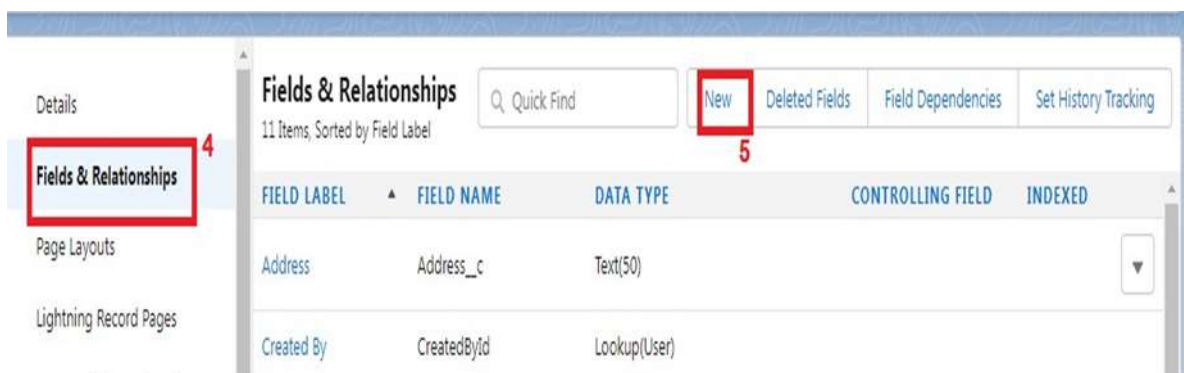 Details
Fields & Relationships
4
Page Layouts
Lightning Record Pages
Fields & Relationships
11 Items, Sorted by Field Label
Quick Find
New
Deleted Fields
Field Dependencies
Set History Tracking
5
FIELD LABEL FIELD NAME DATA TYPE CONTROLLING FIELD INDEXED
Address Address__c Text(50)
Created By CreatedById Lookup(User)